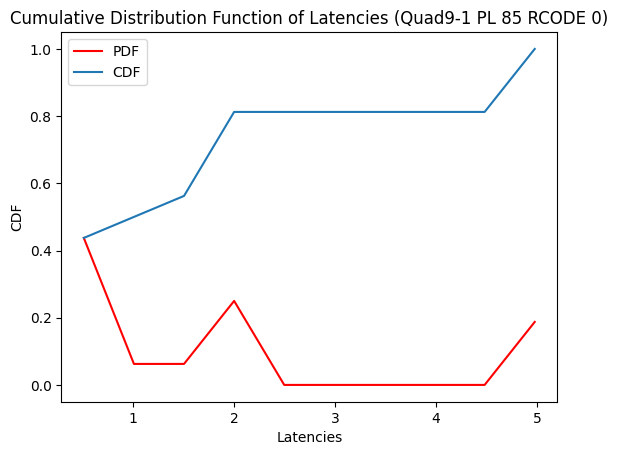 Cumulative Distribution Function of Latencies (Quad9-1 PL 85 RCODE 0)
PDF
CDF
1.0
0.8
0.6
0.4
0.2
0.0
CDF
1 2 3 4 5
Latencies